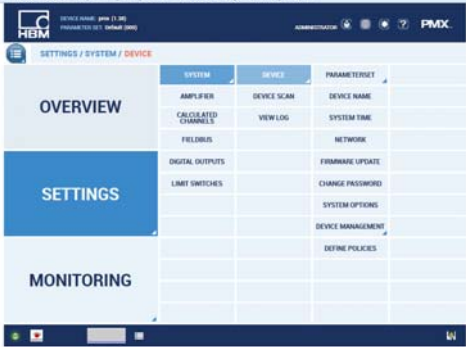 HBM
DEVICE NAME: pmx (1.38)
PARAMETER SET: Default (000)
ADMINISTRATOR
?
PMX.
SETTINGS / SYSTEM / DEVICE
OVERVIEW
SETTINGS
MONITORING
SYSTEM
AMPLIFIER
CALCULATED
CHANNELS
FIELDBUS
DIGITAL OUTPUTS
LIMIT SWITCHES
DEVICE
DEVICE SCAN
VIEW LOG
PARAMETERSET
DEVICE NAME
SYSTEM TIME
NETWORK
FIRMWARE UPDATE
CHANGE PASSWORD
SYSTEM OPTIONS
DEVICE MANAGEMENT
DEFINE POLICIES